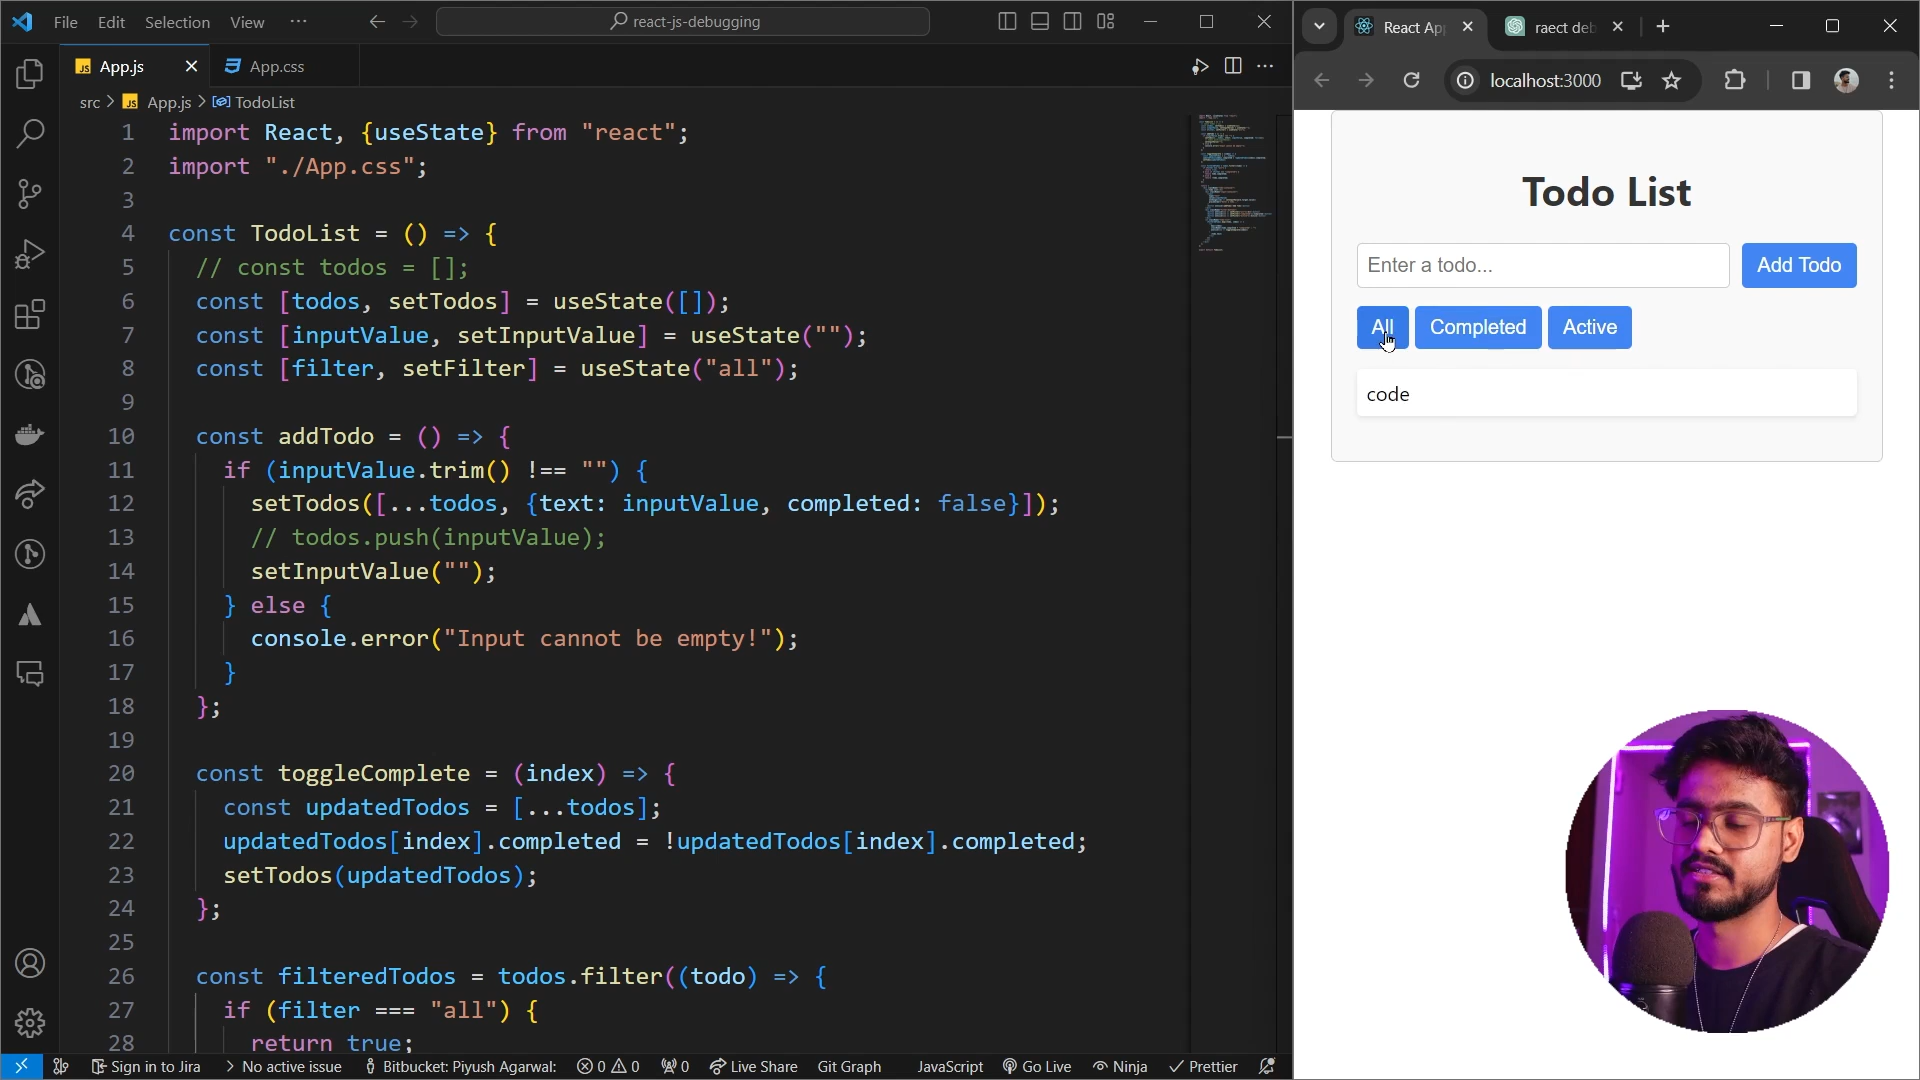 File Edit Selection View ··· react-js-debugging
App.js App.css
src > App.js > TodoList
1 import React, {useState} from "react";
2 import "./App.css";
3
4 const TodoList = () => {
5 // const todos = [];
6 const [todos, setTodos] = useState([]);
7 const [inputValue, setInputValue] = useState("");
8 const [filter, setFilter] = useState("all");
9
10 const addTodo = () => {
11 if (inputValue.trim() !== "") {
12 setTodos([...todos, {text: inputValue, completed: false}]);
13 // todos.push(inputValue);
14 setInputValue("");
15 } else {
16 console.error("Input cannot be empty!");
17 }
18 };
19
20 const toggleComplete = (index) => {
21 const updatedTodos = [...todos];
22 updatedTodos[index].completed = !updatedTodos[index].completed;
23 setTodos(updatedTodos);
24 };
25
26 const filteredTodos = todos.filter((todo) => {
27 if (filter === "all") {
28 return true;
Sign in to Jira > No active issue Bitbucket: Piyush Agarwal: 0 0 0 Live Share Git Graph JavaScript Go Live Ninja Prettier
React Ap raect deb
localhost:3000
Todo List
Enter a todo... Add Todo
All Completed Active
code